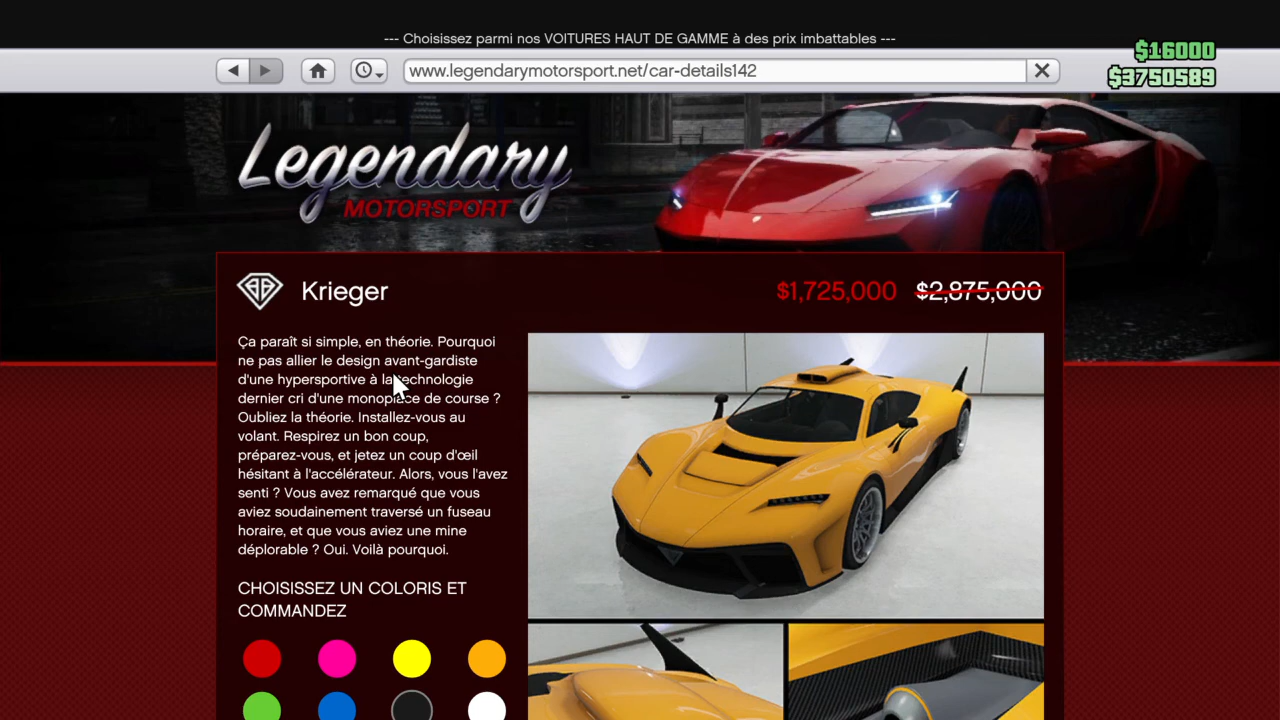 --- Choisissez parmi nos VOITURES HAUT DE GAMME à des prix imbattables ---
$16000
www.legendarymotorsport.net/car-details142
$3750589
Legendary
MOTORSPORT
Krieger
$1,725,000 $2,875,000
Ça paraît si simple, en théorie. Pourquoi
ne pas allier le design avant-gardiste
d'une hypersportive à la technologie
dernier cri d'une monoplace de course ?
Oubliez la théorie. Installez-vous au
volant. Respirez un bon coup,
préparez-vous, et jetez un coup d'œil
hésitant à l'accélérateur. Alors, vous l'avez
senti ? Vous avez remarqué que vous
aviez soudainement traversé un fuseau
horaire, et que vous aviez une mine
déplorable ? Oui. Voilà pourquoi.
CHOISISSEZ UN COLORIS ET
COMMANDEZ